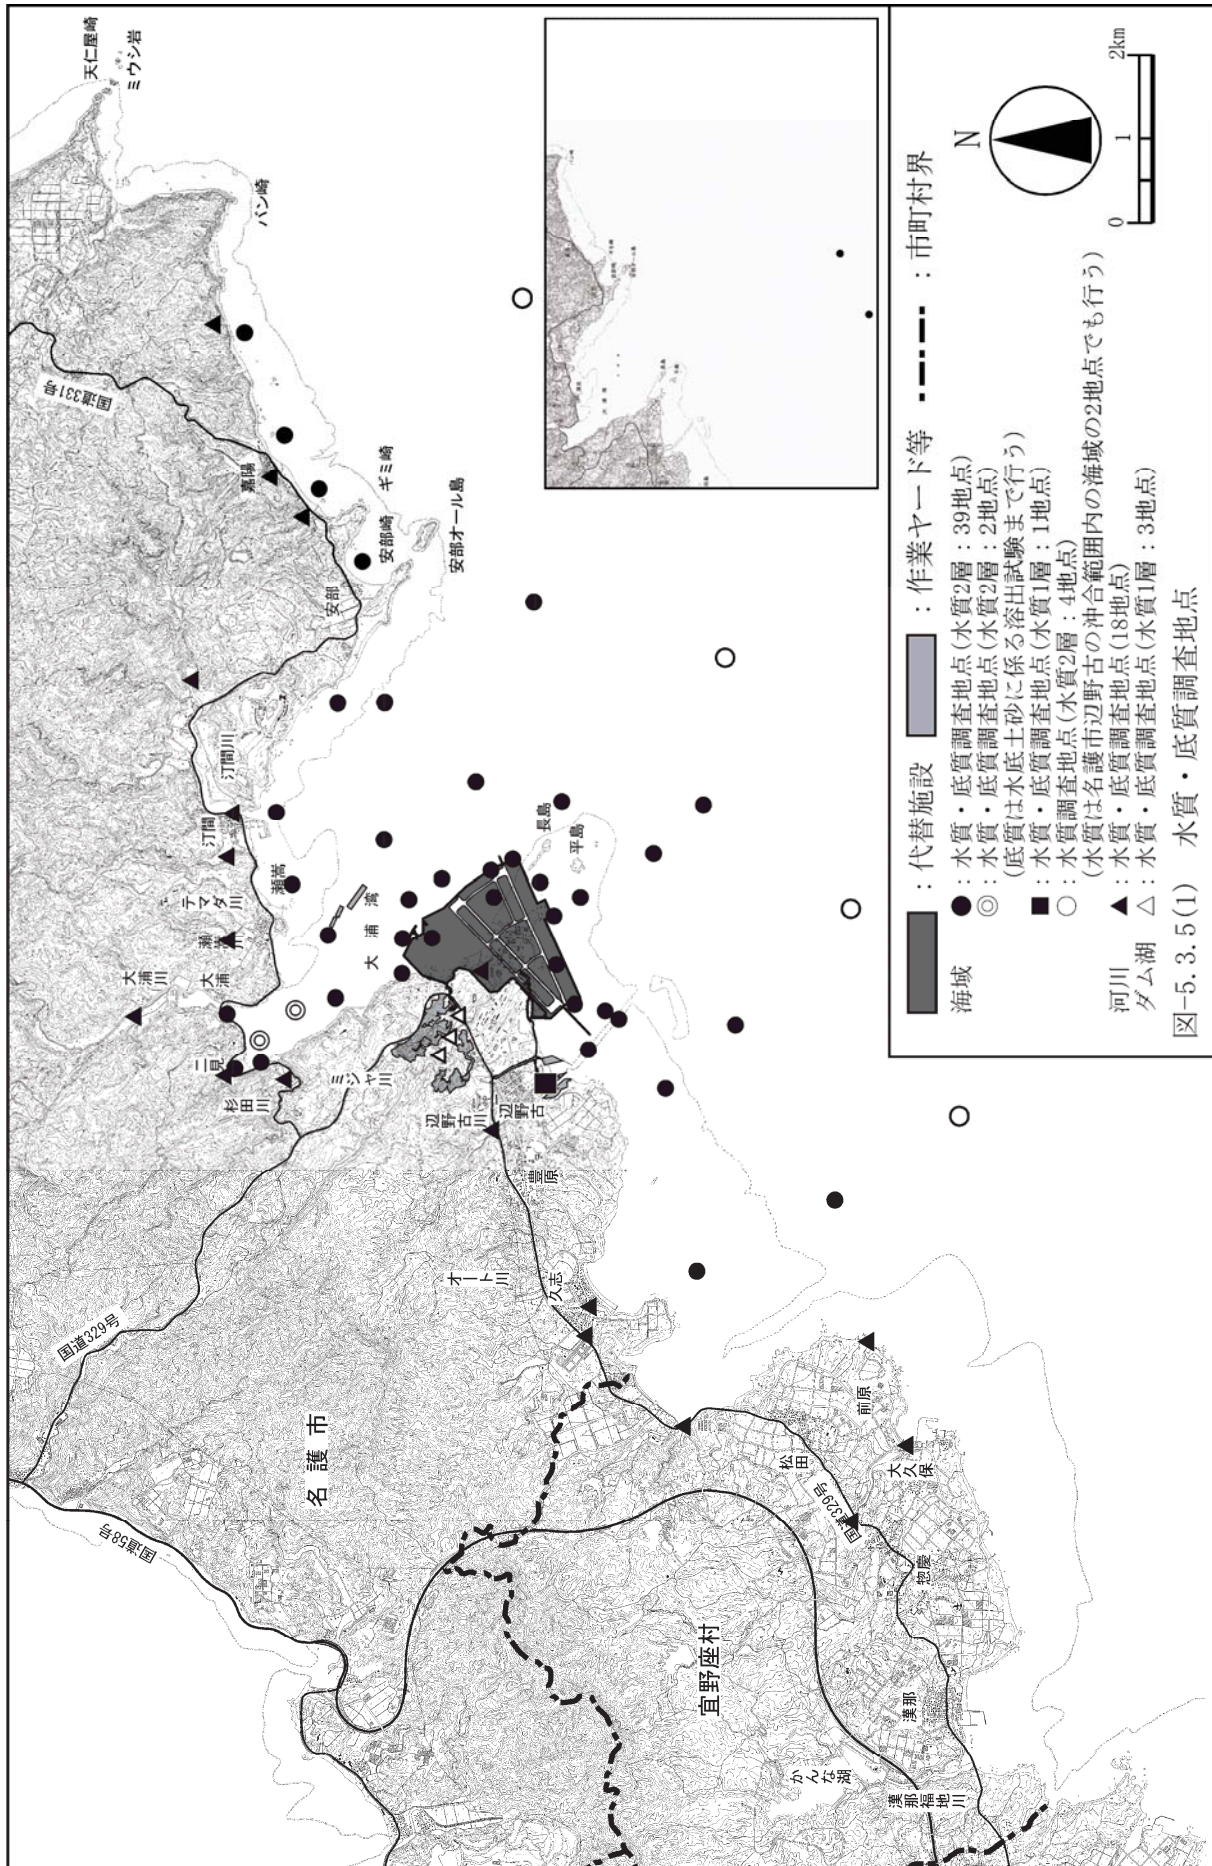 天仁屋崎
ミウシ岩
バン崎
国道331号
嘉陽
ギミ崎
安部崎
安部オール島
安部
汀間川
汀間
テマダ川
瀬嵩
瀬嵩川
大浦川
大浦
大浦湾
二見
杉田川
ミジャ川
辺野古川
辺野古
豊原
長島
平島
オート川
久志
国道329号
名護市
国道58号
前原
松田
大久保
国道329号
惣慶
宜野座村
漢那
かんな湖
漢那福地川
：代替施設
：作業ヤード等
：市町村界
海域
：水質・底質調査地点(水質2層：39地点)
：水質・底質調査地点(水質2層：2地点)
(底質は水底土砂に係る溶出試験まで行う)
：水質・底質調査地点(水質1層：1地点)
：水質調査地点(水質2層：4地点)
(水質は名護市辺野古の沖合範囲内の海域の2地点でも行う)
河川
：水質・底質調査地点(18地点)
ダム湖
：水質・底質調査地点(水質1層：3地点)
N
0 1 2km
図-5.3.5(1) 水質・底質調査地点